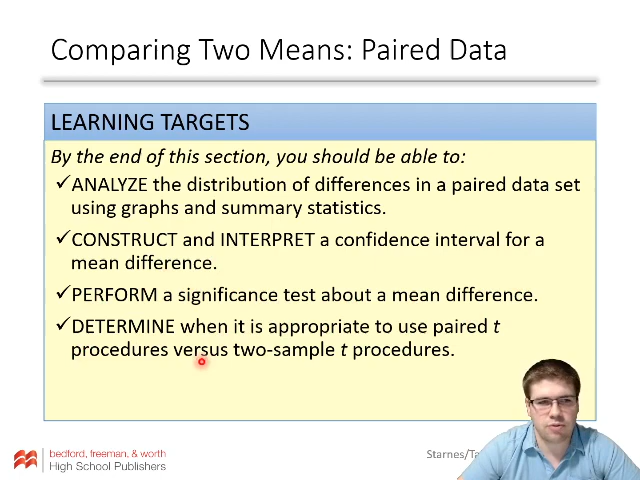 Comparing Two Means: Paired Data
LEARNING TARGETS
By the end of this section, you should be able to:
✓ANALYZE the distribution of differences in a paired data set
using graphs and summary statistics.
✓CONSTRUCT and INTERPRET a confidence interval for a
mean difference.
✓PERFORM a significance test about a mean difference.
✓DETERMINE when it is appropriate to use paired t
procedures versus two-sample t procedures.
bedford, freeman, & worth
High School Publishers